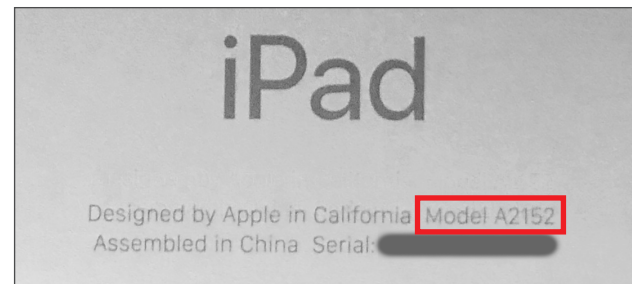 iPad
Designed by Apple in California Model A2152
Assembled in China Serial: